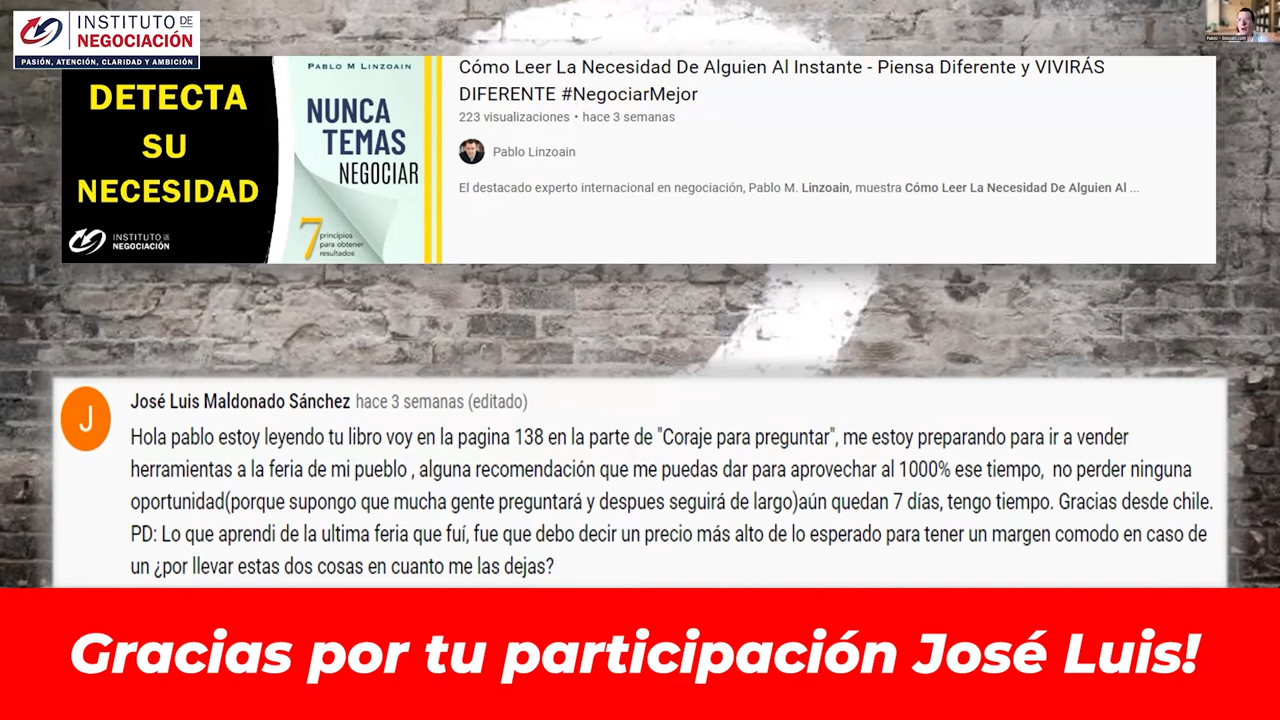 INSTITUTO DE
NEGOCIACIÓN
PASIÓN, ATENCIÓN, CLARIDAD Y AMBICIÓN
DETECTA
SU
NECESIDAD
INSTITUTO DE
NEGOCIACIÓN
PABLO M LINZOAIN
NUNCA
TEMAS
NEGOCIAR
7 principios
para obtener
resultados
Cómo Leer La Necesidad De Alguien Al Instante - Piensa Diferente y VIVIRÁS
DIFERENTE #NegociarMejor
223 visualizaciones • hace 3 semanas
Pablo Linzoain
El destacado experto internacional en negociación, Pablo M. Linzoain, muestra Cómo Leer La Necesidad De Alguien Al ...
J
José Luis Maldonado Sánchez hace 3 semanas (editado)
Hola pablo estoy leyendo tu libro voy en la pagina 138 en la parte de "Coraje para preguntar", me estoy preparando para ir a vender
herramientas a la feria de mi pueblo , alguna recomendación que me puedas dar para aprovechar al 1000% ese tiempo, no perder ninguna
oportunidad(porque supongo que mucha gente preguntará y despues seguirá de largo)aún quedan 7 días, tengo tiempo. Gracias desde chile.
PD: Lo que aprendi de la ultima feria que fuí, fue que debo decir un precio más alto de lo esperado para tener un margen comodo en caso de
un ¿por llevar estas dos cosas en cuanto me las dejas?
Gracias por tu participación José Luis!